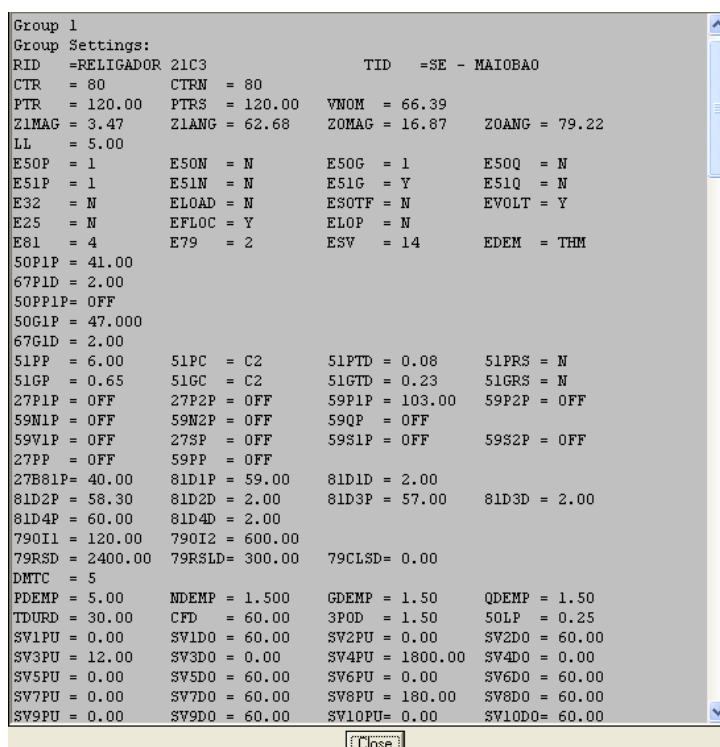 Group 1
Group Settings:
RID   =RELIGADOR 21C3                   TID   =SE - MAIOBAO
CTR   = 80       CTRN  = 80
PTR   = 120.00   PTRS  = 120.00   VNOM  = 66.39
Z1MAG = 3.47     Z1ANG = 62.68    Z0MAG = 16.87    Z0ANG = 79.22
LL    = 5.00
E50P  = 1        E50N  = N        E50G  = 1        E50Q  = N
E51P  = 1        E51N  = N        E51G  = Y        E51Q  = N
E32   = N        ELOAD = N        ESOTF = N        EVOLT = Y
E25   = N        EFLOC = Y        ELOP  = N
E81   = 4        E79   = 2        ESV   = 14       EDEM  = THM
50P1P = 41.00
67P1D = 2.00
50PP1P= OFF
50G1P = 47.000
67G1D = 2.00
51PP  = 6.00     51PC  = C2       51PTD = 0.08     51PRS = N
51GP  = 0.65     51GC  = C2       51GTD = 0.23     51GRS = N
27P1P = OFF      27P2P = OFF      59P1P = 103.00   59P2P = OFF
59N1P = OFF      59N2P = OFF      59QP  = OFF
59V1P = OFF      27SP  = OFF      59S1P = OFF      59S2P = OFF
27PP  = OFF      59PP  = OFF
27B81P= 40.00    81D1P = 59.00    81D1D = 2.00
81D2P = 58.30    81D2D = 2.00     81D3P = 57.00    81D3D = 2.00
81D4P = 60.00    81D4D = 2.00
79OI1 = 120.00   79OI2 = 600.00
79RSD = 2400.00  79RSLD= 300.00   79CLSD= 0.00
DMTC  = 5
PDEMP = 5.00     NDEMP = 1.500    GDEMP = 1.50     QDEMP = 1.50
TDURD = 30.00    CFD   = 60.00    3POD  = 1.50     50LP  = 0.25
SV1PU = 0.00     SV1DO = 60.00    SV2PU = 0.00     SV2DO = 60.00
SV3PU = 12.00    SV3DO = 0.00     SV4PU = 1800.00  SV4DO = 0.00
SV5PU = 0.00     SV5DO = 60.00    SV6PU = 0.00     SV6DO = 60.00
SV7PU = 0.00     SV7DO = 60.00    SV8PU = 180.00   SV8DO = 60.00
SV9PU = 0.00     SV9DO = 60.00    SV10PU= 0.00     SV10DO= 60.00
Close